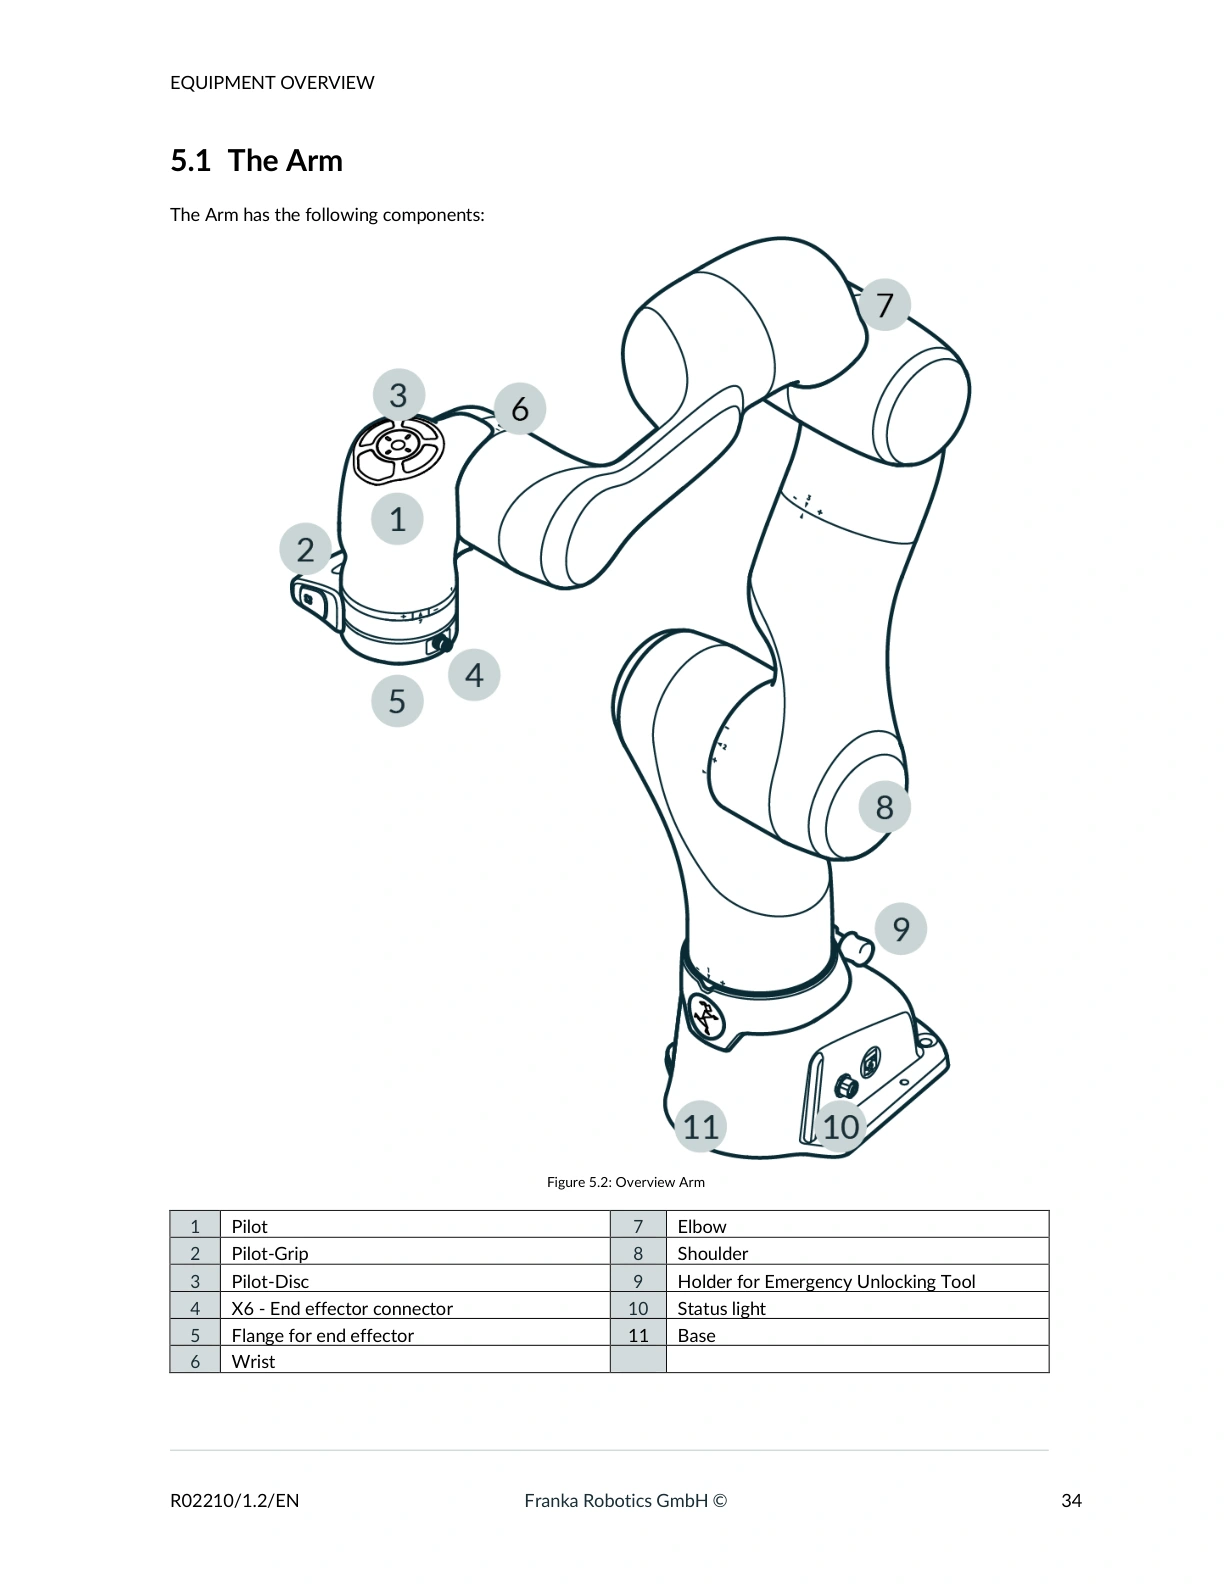 EQUIPMENT OVERVIEW
5.1 The Arm
The Arm has the following components:
7
3
6
1
2
4
5
8
9
11
10
Figure 5.2: Overview Arm
1 Pilot 7 Elbow
2 Pilot-Grip 8 Shoulder
3 Pilot-Disc 9 Holder for Emergency Unlocking Tool
4 X6 - End effector connector 10 Status light
5 Flange for end effector 11 Base
6 Wrist
R02210/1.2/EN Franka Robotics GmbH © 34